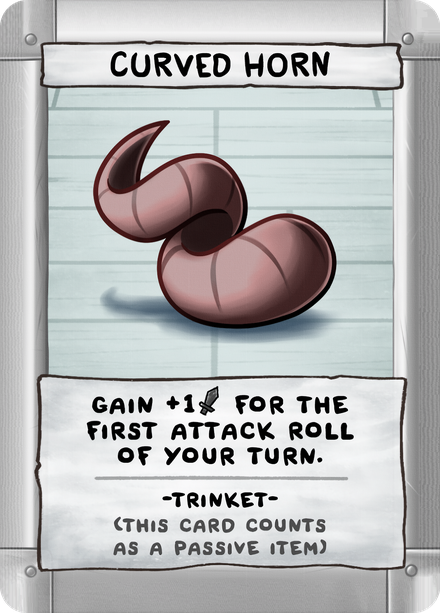 CURVED HORN
GAIN +1 FOR THE
FIRST ATTACK ROLL
OF YOUR TURN.
-TRINKET-
(THIS CARD COUNTS
AS A PASSIVE ITEM)